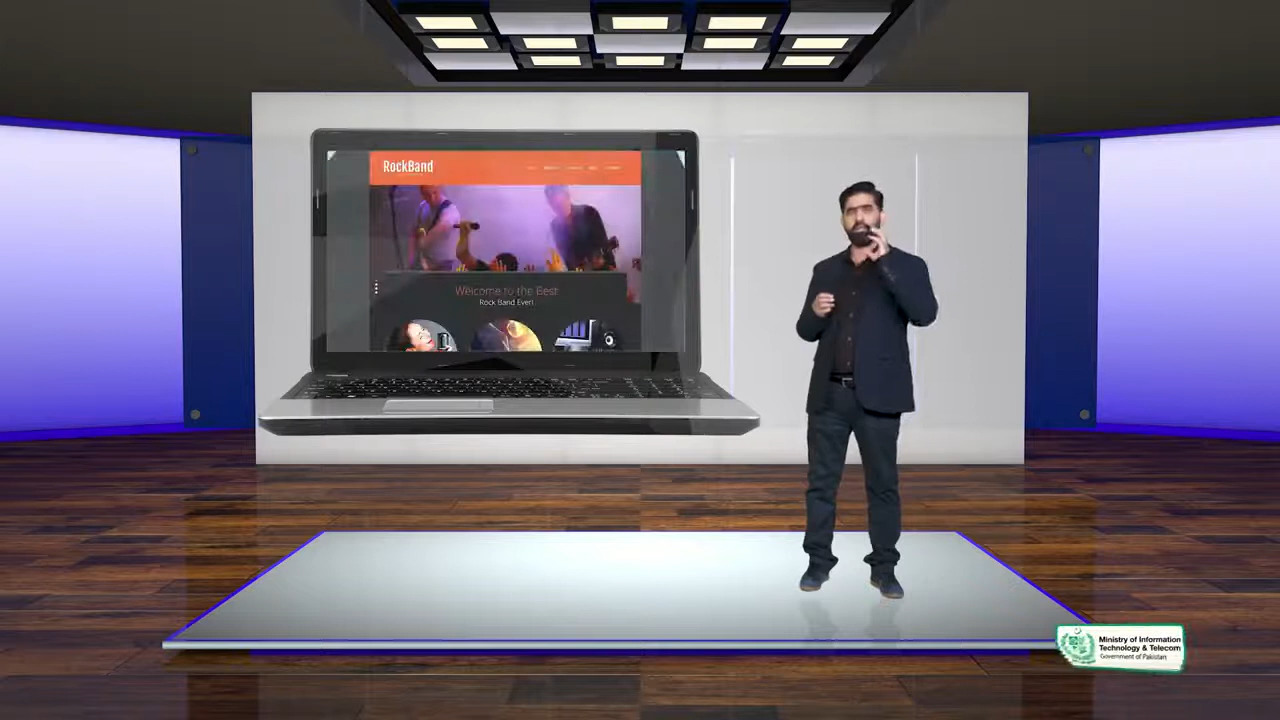 RockBand
Welcome to the Best
Rock Band Ever!
Ministry of Information
Technology & Telecom
Government of Pakistan